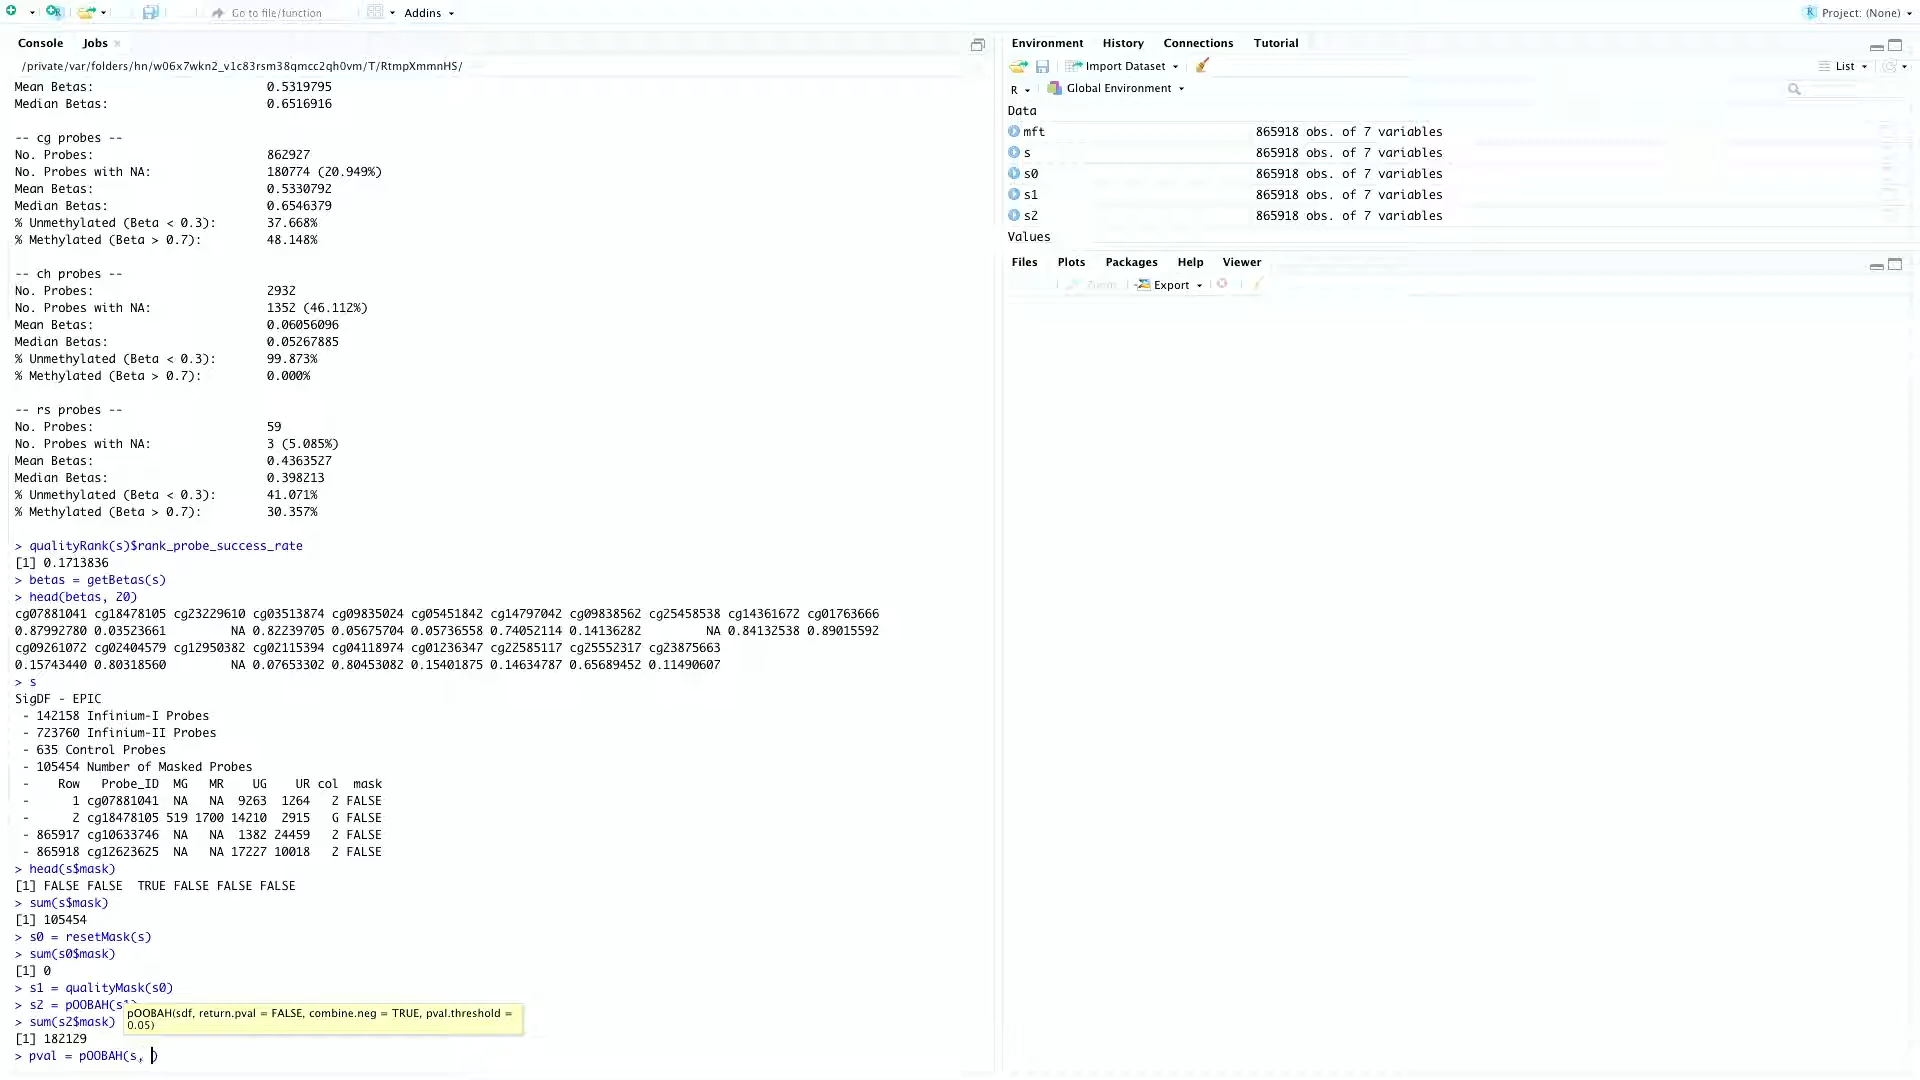 Go to file/function
Addins
Project: (None)
Console Jobs
/private/var/folders/hn/w06x7wkn2_v1c83rsm38qmcc2qh0vm/T/RtmpXmmnHS/
Mean Betas: 0.5319795
Median Betas: 0.6516916
-- cg probes --
No. Probes: 862927
No. Probes with NA: 180774 (20.949%)
Mean Betas: 0.5330792
Median Betas: 0.6546379
% Unmethylated (Beta < 0.3): 37.668%
% Methylated (Beta > 0.7): 48.148%
-- ch probes --
No. Probes: 2932
No. Probes with NA: 1352 (46.112%)
Mean Betas: 0.06056096
Median Betas: 0.05267885
% Unmethylated (Beta < 0.3): 99.873%
% Methylated (Beta > 0.7): 0.000%
-- rs probes --
No. Probes: 59
No. Probes with NA: 3 (5.085%)
Mean Betas: 0.4363527
Median Betas: 0.398213
% Unmethylated (Beta < 0.3): 41.071%
% Methylated (Beta > 0.7): 30.357%
> qualityRank(s)$rank_probe_success_rate
[1] 0.1713836
> betas = getBetas(s)
> head(betas, 20)
cg07881041 cg18478105 cg23229610 cg03513874 cg09835024 cg05451842 cg14797042 cg09838562 cg25458538 cg14361672 cg01763666
0.87992780 0.03523661 NA 0.82239705 0.05675704 0.05736558 0.74052114 0.14136282 NA 0.84132538 0.89015592
cg09261072 cg02404579 cg12950382 cg02115394 cg04118974 cg01236347 cg22585117 cg25552317 cg23875663
0.15743440 0.80318560 NA 0.07653302 0.80453082 0.15401875 0.14634787 0.65689452 0.11490607
> s
SigDF - EPIC
- 142158 Infinium-I Probes
- 723760 Infinium-II Probes
- 635 Control Probes
- 105454 Number of Masked Probes
- Row Probe_ID MG MR UG UR col mask
- 1 cg07881041 NA NA 9263 1264 2 FALSE
- 2 cg18478105 519 1700 14210 2915 G FALSE
- 865917 cg10633746 NA NA 1382 24459 2 FALSE
- 865918 cg12623625 NA NA 17227 10018 2 FALSE
> head(s$mask)
[1] FALSE FALSE TRUE FALSE FALSE FALSE
> sum(s$mask)
[1] 105454
> s0 = resetMask(s)
> sum(s0$mask)
[1] 0
> s1 = qualityMask(s0)
> s2 = pOOBAH(s1)
pOOBAH(sdf, return.pval = FALSE, combine.neg = TRUE, pval.threshold =
0.05)
> sum(s2$mask)
[1] 182129
> pval = pOOBAH(s, )
Environment History Connections Tutorial
Import Dataset
List
R Global Environment
Data
mft 865918 obs. of 7 variables
s 865918 obs. of 7 variables
s0 865918 obs. of 7 variables
s1 865918 obs. of 7 variables
s2 865918 obs. of 7 variables
Values
Files Plots Packages Help Viewer
Zoom Export